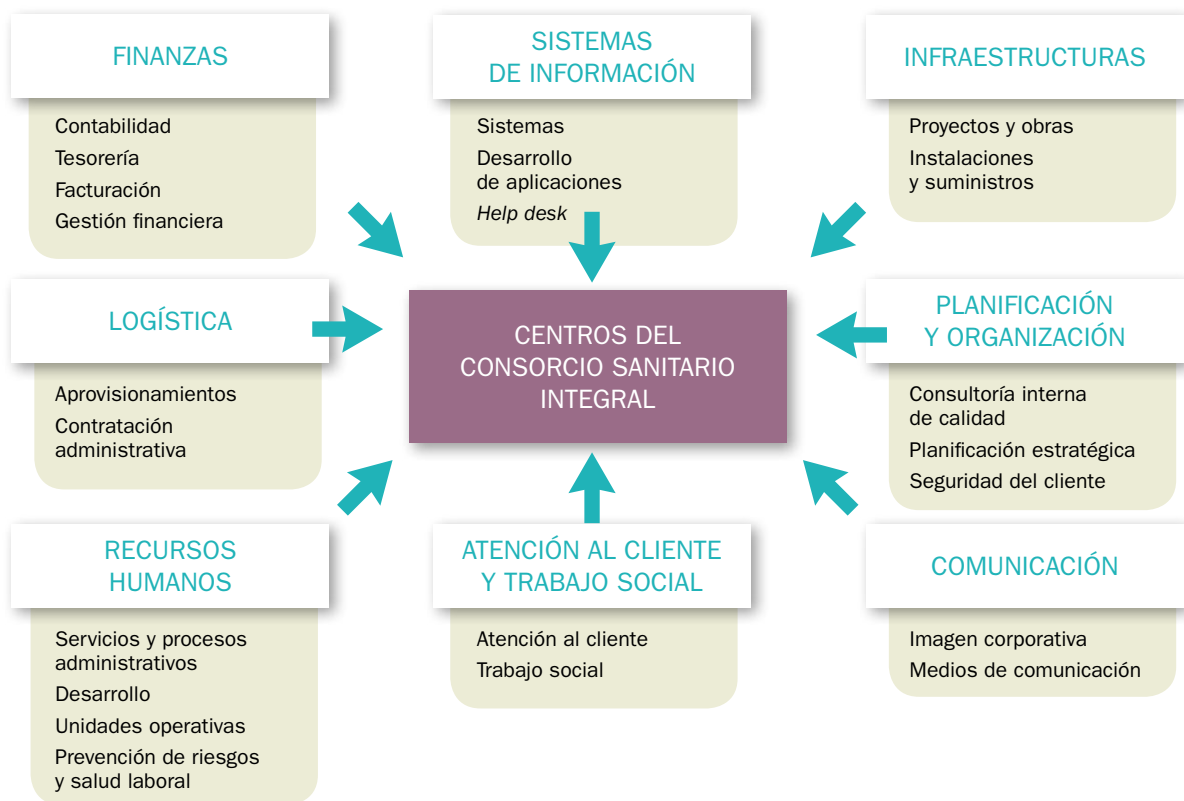 FINANZAS
Contabilidad
Tesorería
Facturación
Gestión financiera
SISTEMAS
DE INFORMACIÓN
Sistemas
Desarrollo
de aplicaciones
Help desk
INFRAESTRUCTURAS
Proyectos y obras
Instalaciones
y suministros
LOGÍSTICA
Aprovisionamientos
Contratación
administrativa
CENTROS DEL
CONSORCIO SANITARIO
INTEGRAL
PLANIFICACIÓN
Y ORGANIZACIÓN
Consultoría interna
de calidad
Planificación estratégica
Seguridad del cliente
RECURSOS
HUMANOS
Servicios y procesos
administrativos
Desarrollo
Unidades operativas
Prevención de riesgos
y salud laboral
ATENCIÓN AL CLIENTE
Y TRABAJO SOCIAL
Atención al cliente
Trabajo social
COMUNICACIÓN
Imagen corporativa
Medios de comunicación